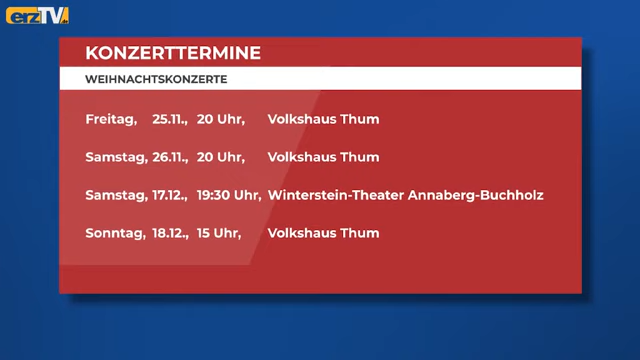 erzTV.de
KONZERTTERMINE
WEIHNACHTSKONZERTE
Freitag, 25.11., 20 Uhr, Volkshaus Thum
Samstag, 26.11., 20 Uhr, Volkshaus Thum
Samstag, 17.12., 19:30 Uhr, Winterstein-Theater Annaberg-Buchholz
Sonntag, 18.12., 15 Uhr, Volkshaus Thum